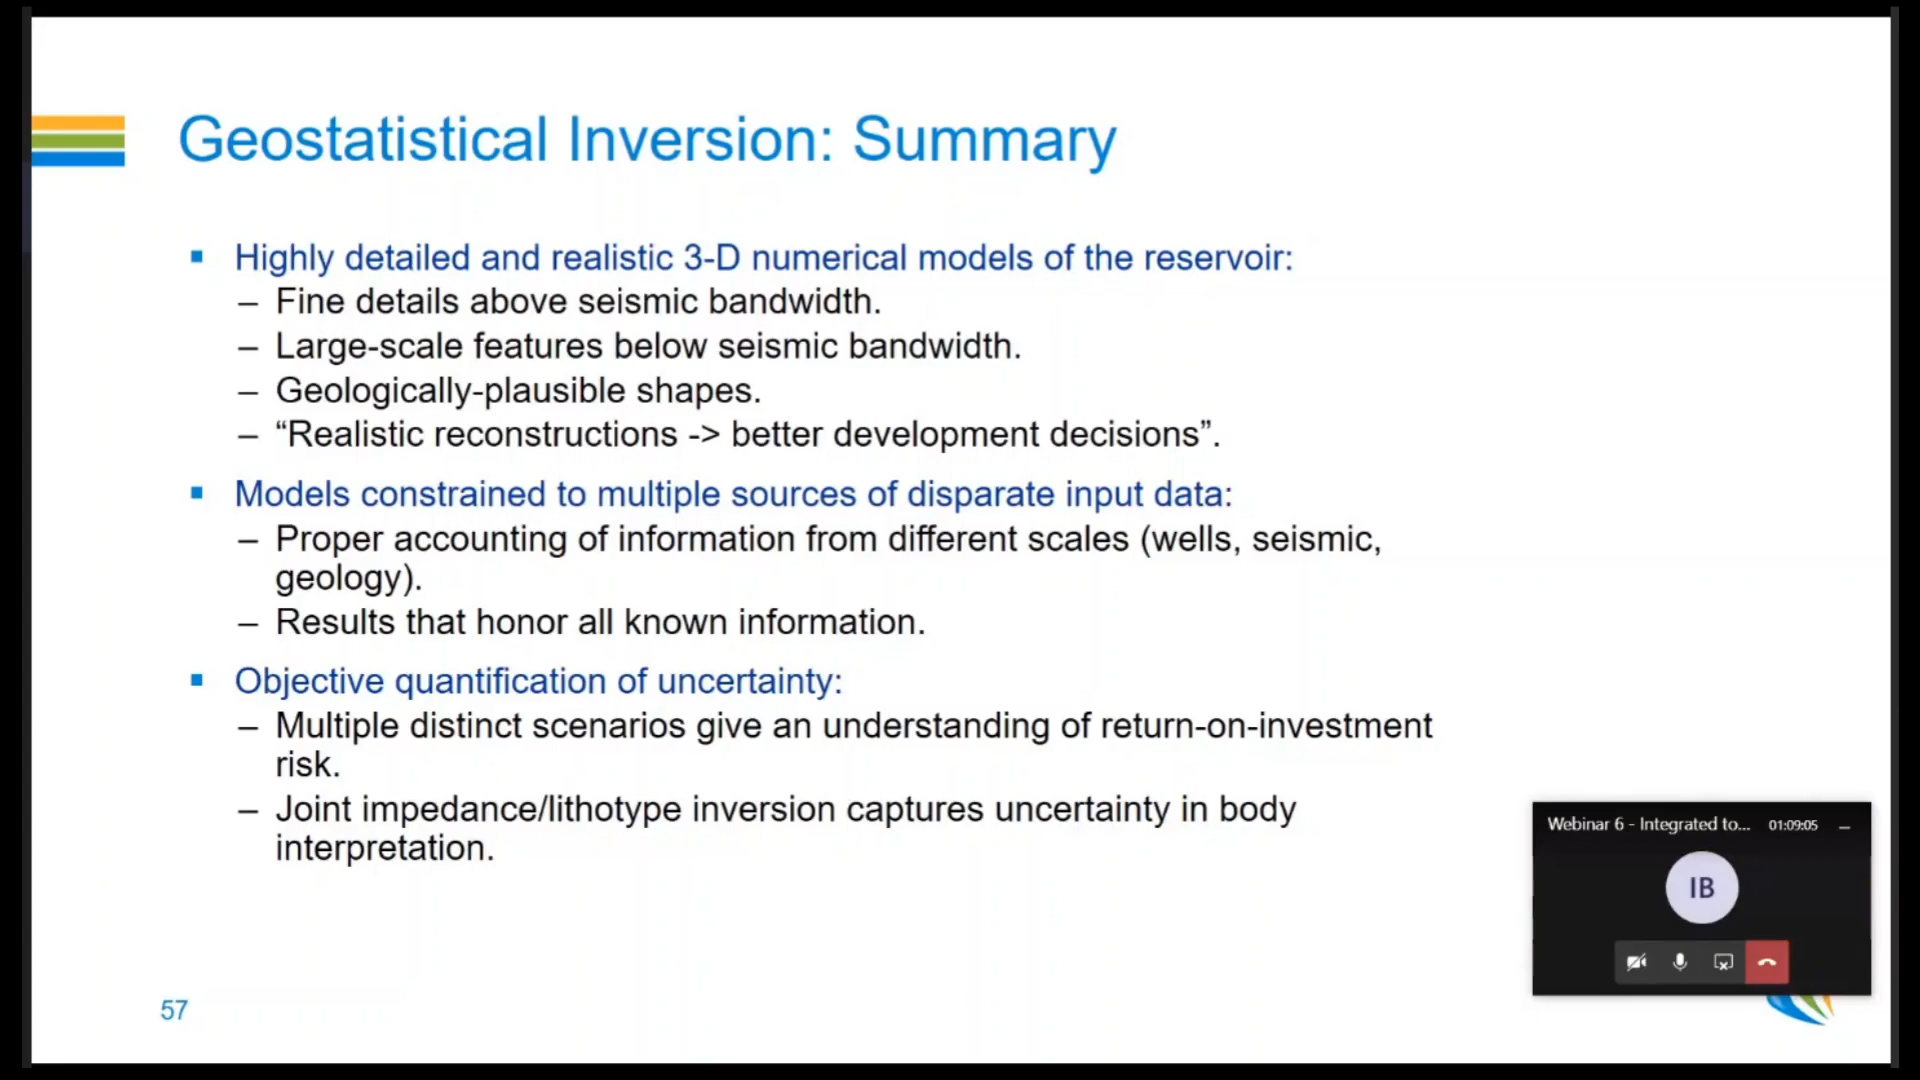 Geostatistical Inversion: Summary
▪ Highly detailed and realistic 3-D numerical models of the reservoir:
– Fine details above seismic bandwidth.
– Large-scale features below seismic bandwidth.
– Geologically-plausible shapes.
– “Realistic reconstructions -> better development decisions”.
▪ Models constrained to multiple sources of disparate input data:
– Proper accounting of information from different scales (wells, seismic,
geology).
– Results that honor all known information.
▪ Objective quantification of uncertainty:
– Multiple distinct scenarios give an understanding of return-on-investment
risk.
– Joint impedance/lithotype inversion captures uncertainty in body
interpretation.
Webinar 6 - Integrated to... 01:09:05
IB
57